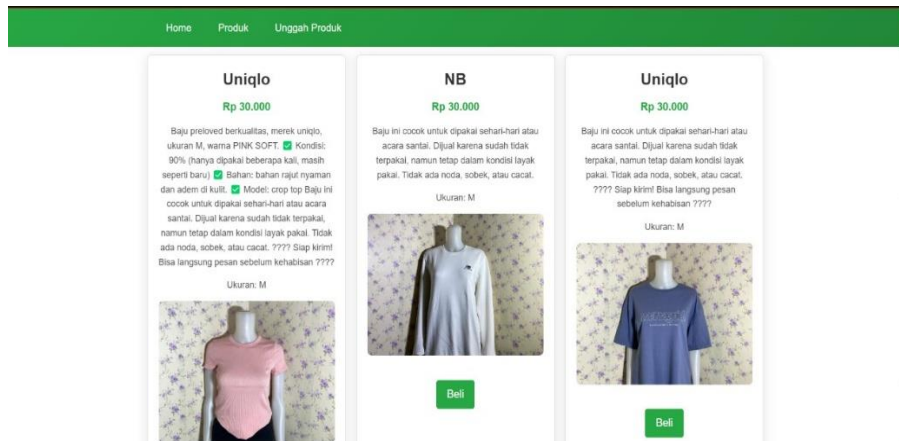 Home Produk Unggah Produk
Uniqlo
Rp 30.000
Baju preloved berkualitas, merek uniqlo,
ukuran M, warna PINK SOFT. ✅ Kondisi:
90% (hanya dipakai beberapa kali, masih
seperti baru) ✅ Bahan: bahan rajut nyaman
dan adem di kulit. ✅ Model: crop top Baju ini
cocok untuk dipakai sehari-hari atau acara
santai. Dijual karena sudah tidak terpakai,
namun tetap dalam kondisi layak pakai. Tidak
ada noda, sobek, atau cacat. ???? Siap kirim!
Bisa langsung pesan sebelum kehabisan ????
Ukuran: M
NB
Rp 30.000
Baju ini cocok untuk dipakai sehari-hari atau
acara santai. Dijual karena sudah tidak
terpakai, namun tetap dalam kondisi layak
pakai. Tidak ada noda, sobek, atau cacat.
Ukuran: M
Beli
Uniqlo
Rp 30.000
Baju ini cocok untuk dipakai sehari-hari atau
acara santai. Dijual karena sudah tidak
terpakai, namun tetap dalam kondisi layak
pakai. Tidak ada noda, sobek, atau cacat.
???? Siap kirim! Bisa langsung pesan
sebelum kehabisan ????
Ukuran: M
Beli